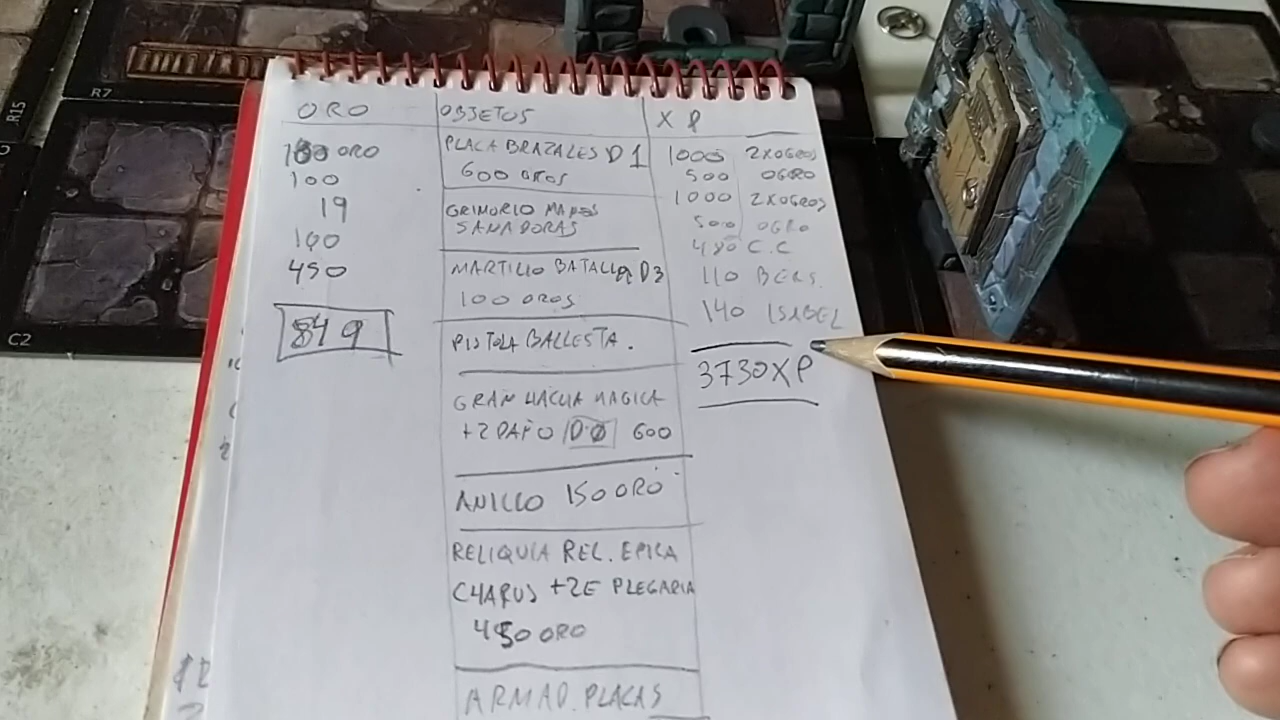 R15
R7
C2
ORO
100 ORO
100
19
100
450
849
OBJETOS
PLACA BRAZALES D1
600 OROS
GRIMORIO MANOS
SANADORAS
MARTILLO BATALLA D3
100 OROS
PISTOLA BALLESTA.
GRAN HACHA MAGICA
+2 DAÑO D0 600
ANILLO 150 ORO
RELIQUIA REL. EPICA
CHARUS +2E PLEGARIA
450 ORO
ARMAD. PLACAS
XP
1000 2XOGROS
500 OGRO
1000 2XOGROS
500 OGRO
480 C.C
110 BERS.
140 ISABEL
3730XP